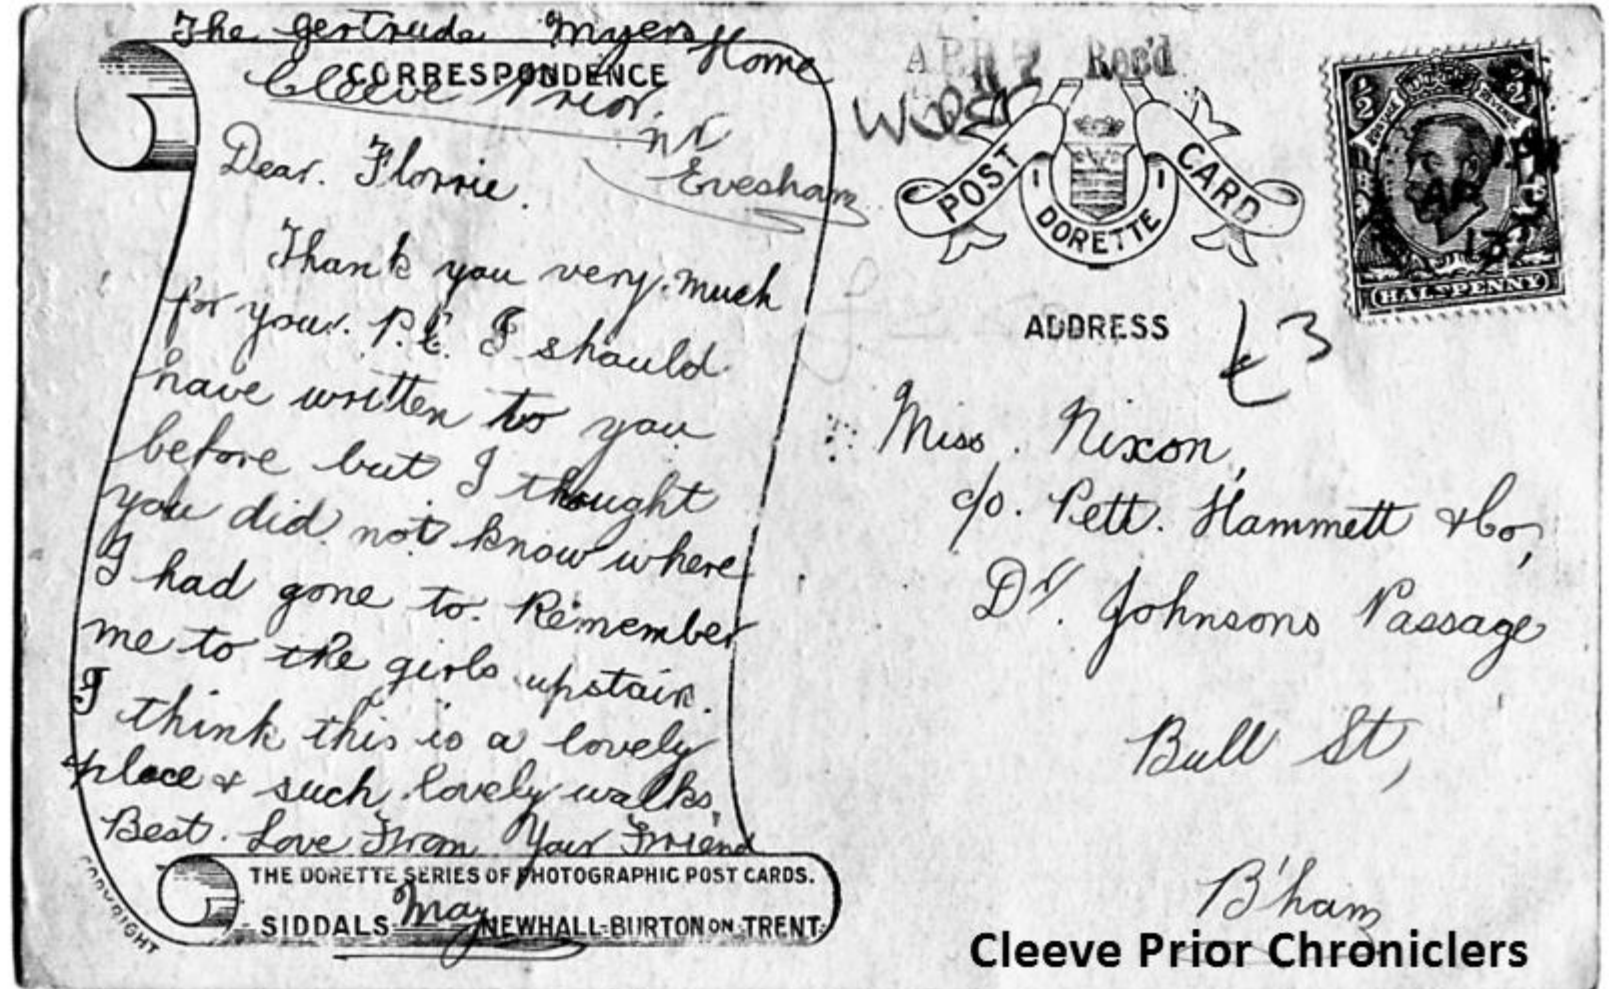 The Gertrude Myers Home
CORRESPONDENCE
Cleeve Prior,
nr
Evesham
Dear. Florrie.
Thank you very much
for your. P.C. I should
have written to you
before but I thought
you did not know where
I had gone to. Remember
me to the girls upstairs.
I think this is a lovely
place & such lovely walks.
Best. Love From Your Friend
May
THE DORETTE SERIES OF PHOTOGRAPHIC POST CARDS.
SIDDALS NEWHALL-BURTON ON TRENT
COPYRIGHT
Rec'd
POST CARD
DORETTE
HALFPENNY
ADDRESS
£3
Miss. Nixon,
c/o. Pett. Hammett & Co,
Dr. Johnsons Passage
Bull St,
B'ham
Cleeve Prior Chroniclers